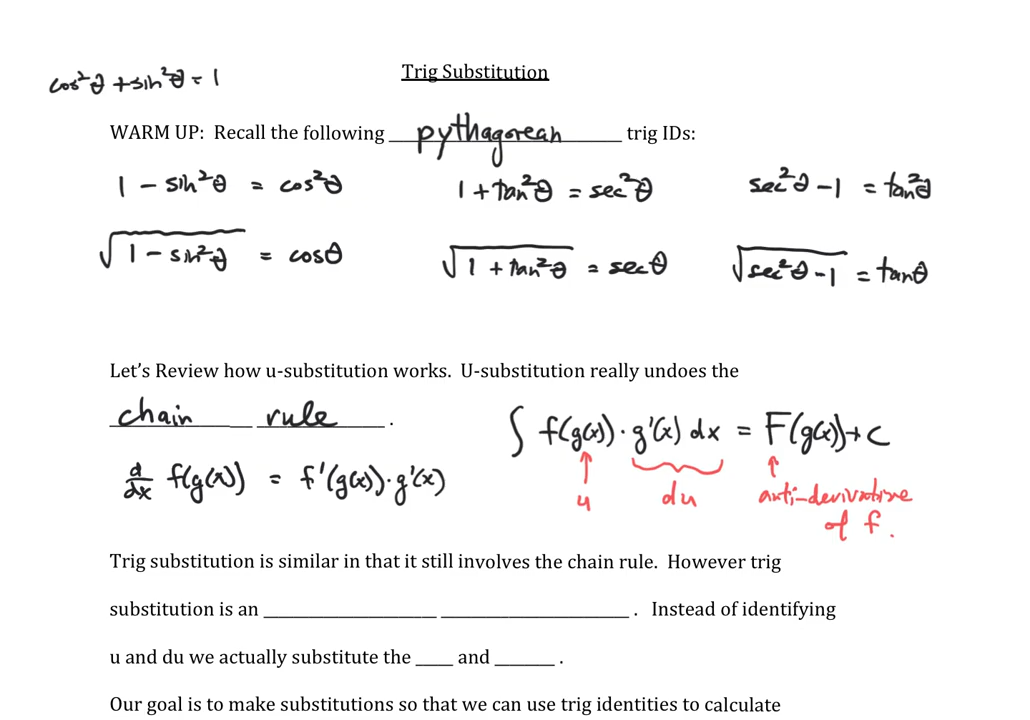 cos²θ + sin²θ = 1
Trig Substitution
WARM UP: Recall the following pythagorean trig IDs:
1 - sin²θ = cos²θ 1 + tan²θ = sec²θ sec²θ - 1 = tan²θ
√(1 - sin²θ) = cosθ √(1 + tan²θ) = secθ √(sec²θ - 1) = tanθ
Let's Review how u-substitution works. U-substitution really undoes the
chain rule .
∫ f(g(x)) · g'(x) dx = F(g(x)) + C
u du anti-derivative
of f.
d/dx f(g(x)) = f'(g(x)) · g'(x)
Trig substitution is similar in that it still involves the chain rule. However trig
substitution is an ____________ ____________ . Instead of identifying
u and du we actually substitute the ____ and ______ .
Our goal is to make substitutions so that we can use trig identities to calculate